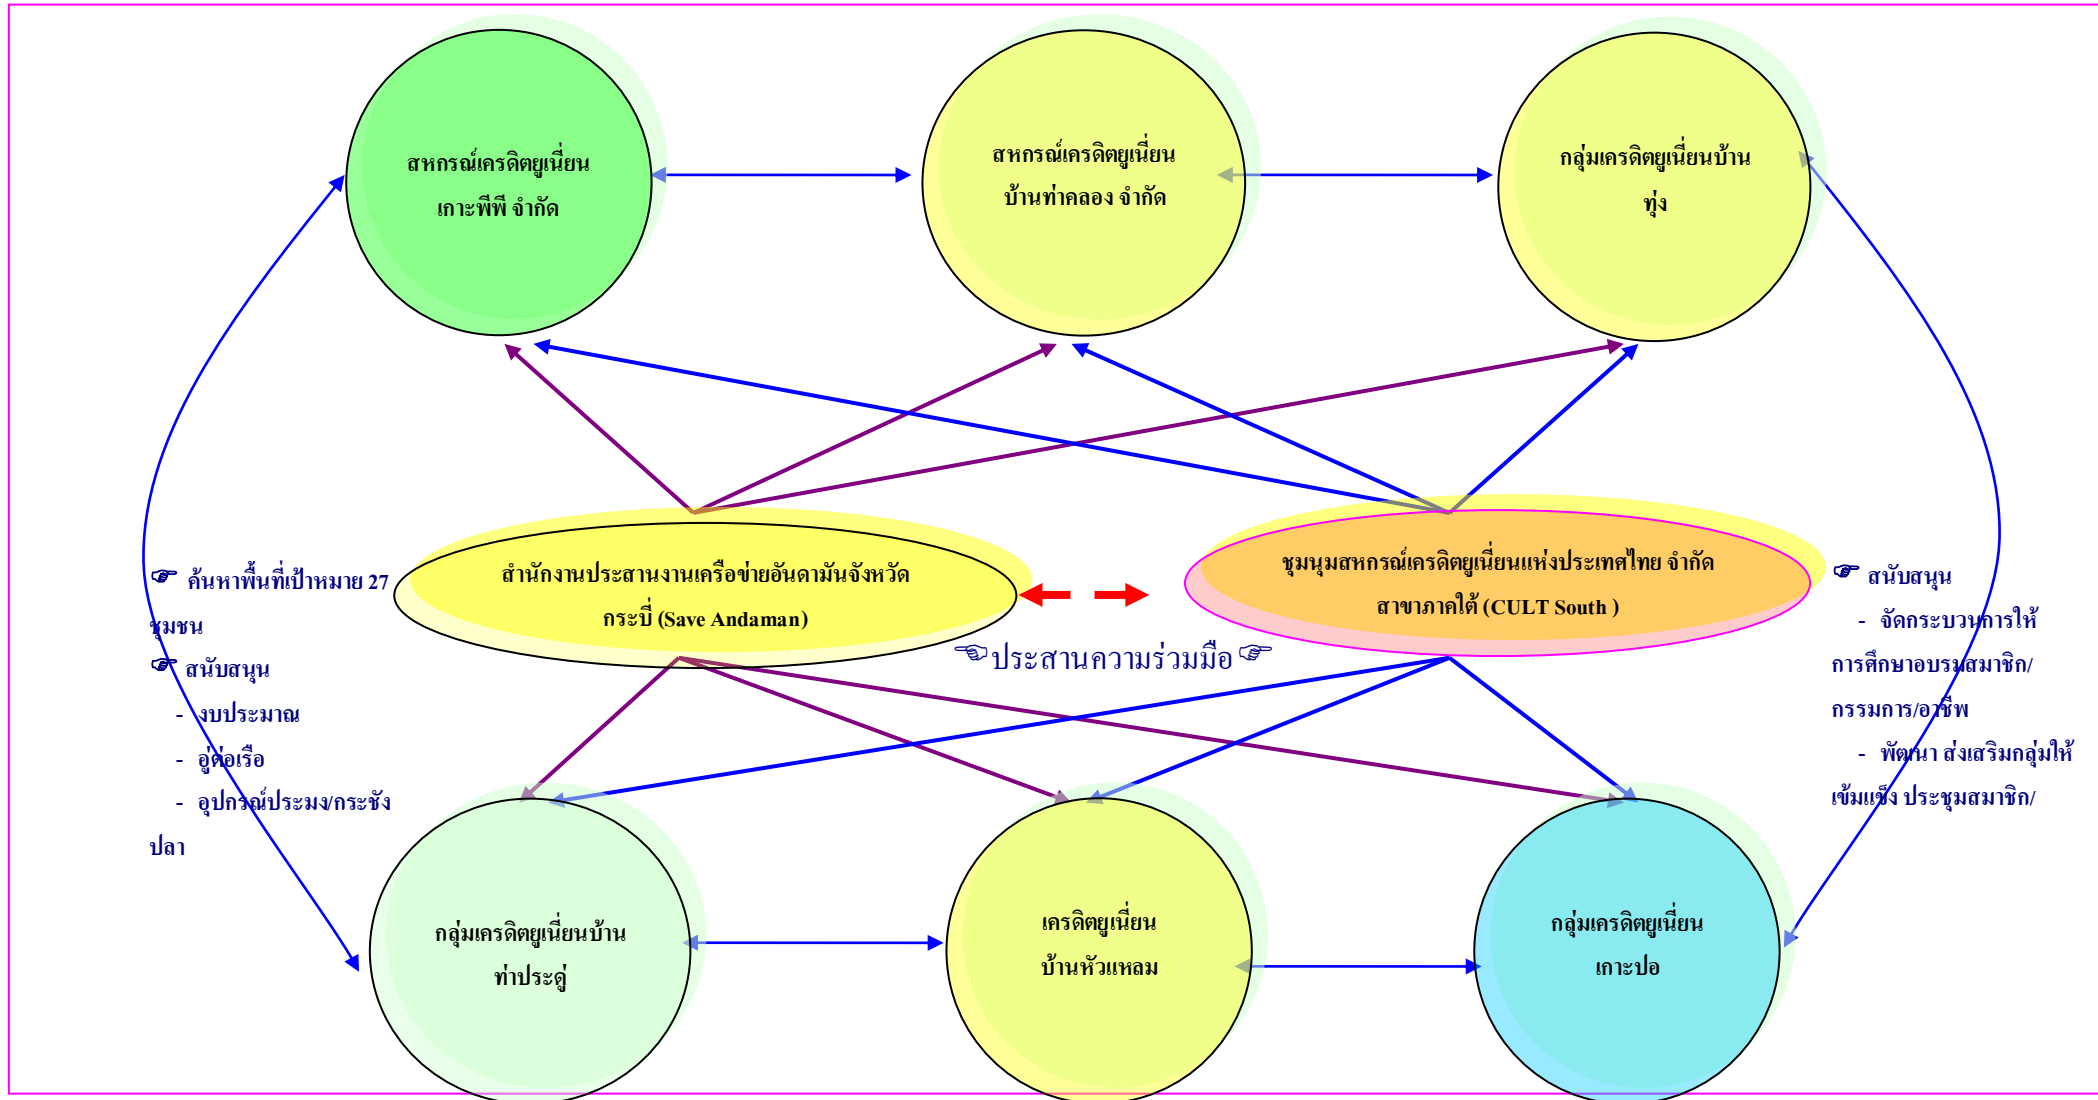 สหกรณ์เครดิตยูเนี่ยน
เกาะพีพี จำกัด
สหกรณ์เครดิตยูเนี่ยน
บ้านท่าคลอง จำกัด
กลุ่มเครดิตยูเนี่ยนบ้าน
ทุ่ง
☞ ค้นหาพื้นที่เป้าหมาย 27
ชุมชน
☞ สนับสนุน
- งบประมาณ
- อู่ต่อเรือ
- อุปกรณ์ประมง/กระชัง
ปลา
สำนักงานประสานงานเครือข่ายอันดามันจังหวัด
กระบี่ (Save Andaman)
☜ประสานความร่วมมือ☞
ชุมนุมสหกรณ์เครดิตยูเนี่ยนแห่งประเทศไทย จำกัด
สาขาภาคใต้ (CULT South )
☞ สนับสนุน
- จัดกระบวนการให้
การศึกษาอบรมสมาชิก/
กรรมการ/อาชีพ
- พัฒนา ส่งเสริมกลุ่มให้
เข้มแข็ง ประชุมสมาชิก/
กลุ่มเครดิตยูเนี่ยนบ้าน
ท่าประดู่
เครดิตยูเนี่ยน
บ้านหัวแหลม
กลุ่มเครดิตยูเนี่ยน
เกาะปอ